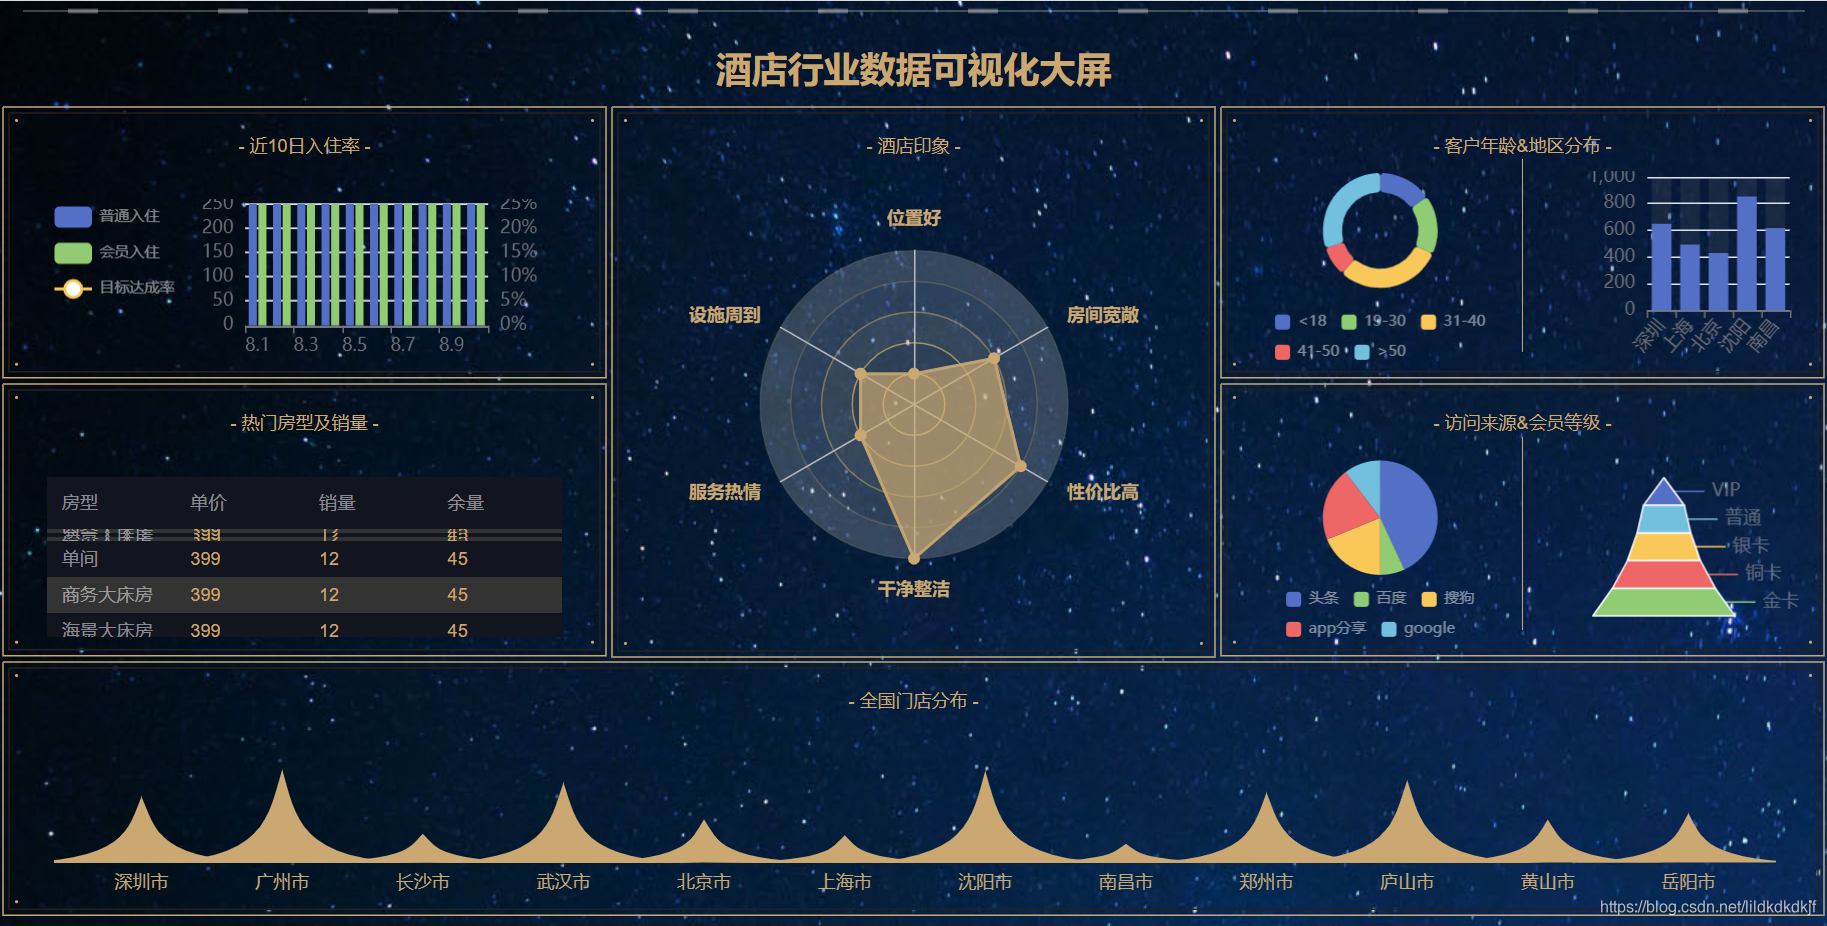 酒店行业数据可视化大屏
- 近10日入住率 -
普通入住
会员入住
目标达成率
250
200
150
100
50
0
25%
20%
15%
10%
5%
0%
8.1 8.3 8.5 8.7 8.9
- 热门房型及销量 -
房型 单价 销量 余量
399 12
单间 399 12 45
商务大床房 399 12 45
海景大床房 399 12 45
- 酒店印象 -
位置好
设施周到
房间宽敞
服务热情
性价比高
干净整洁
- 客户年龄&地区分布 -
<18 19-30 31-40
41-50 >50
1,000
800
600
400
200
0
深圳 上海 北京 沈阳 南昌
- 访问来源&会员等级 -
头条 百度 搜狗
app分享 google
VIP
普通
银卡
铜卡
金卡
- 全国门店分布 -
深圳市 广州市 长沙市 武汉市 北京市 上海市 沈阳市 南昌市 郑州市 庐山市 黄山市 岳阳市
https://blog.csdn.net/lildkdkdkjf